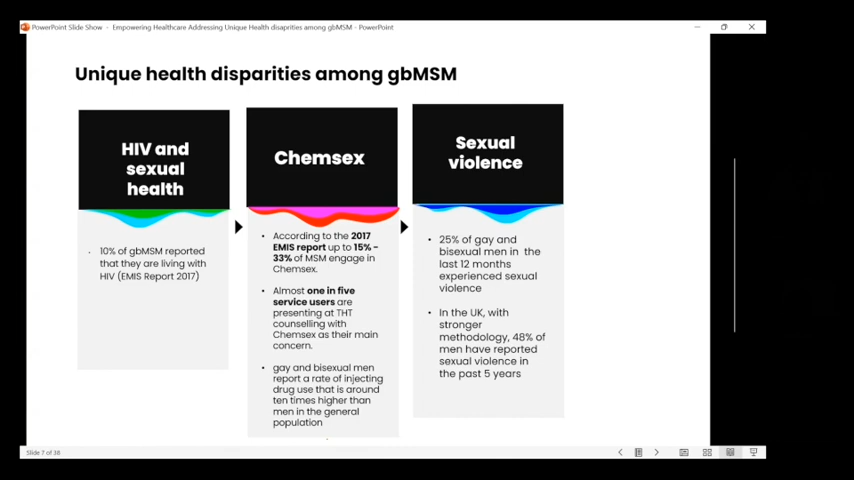 PowerPoint Slide Show - Empowering Healthcare Addressing Unique Health disaprities among gbMSM - PowerPoint
Unique health disparities among gbMSM
HIV and
sexual
health
10% of gbMSM reported
that they are living with
HIV (EMIS Report 2017)
Chemsex
According to the 2017
EMIS report up to 15% -
33% of MSM engage in
Chemsex.
Almost one in five
service users are
presenting at THT
counselling with
Chemsex as their main
concern.
gay and bisexual men
report a rate of injecting
drug use that is around
ten times higher than
men in the general
population
Sexual
violence
25% of gay and
bisexual men in the
last 12 months
experienced sexual
violence
In the UK, with
stronger
methodology, 48% of
men have reported
sexual violence in
the past 5 years
Slide 7 of 38